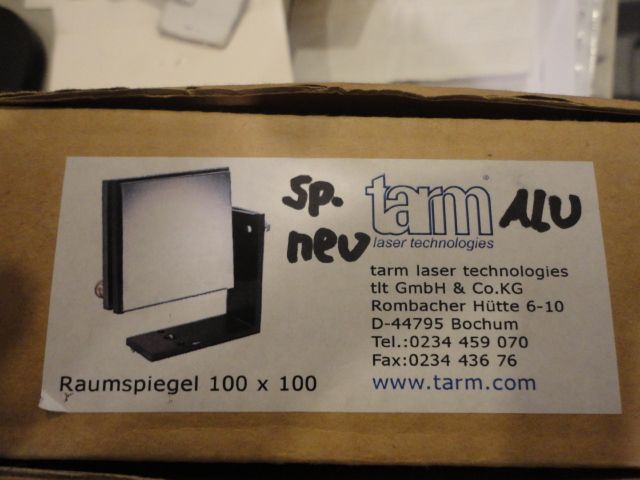 sp.
neu
tarm®
laser technologies
ALU
tarm laser technologies
tlt GmbH & Co.KG
Rombacher Hütte 6-10
D-44795 Bochum
Tel.:0234 459 070
Fax:0234 436 76
www.tarm.com
Raumspiegel 100 x 100